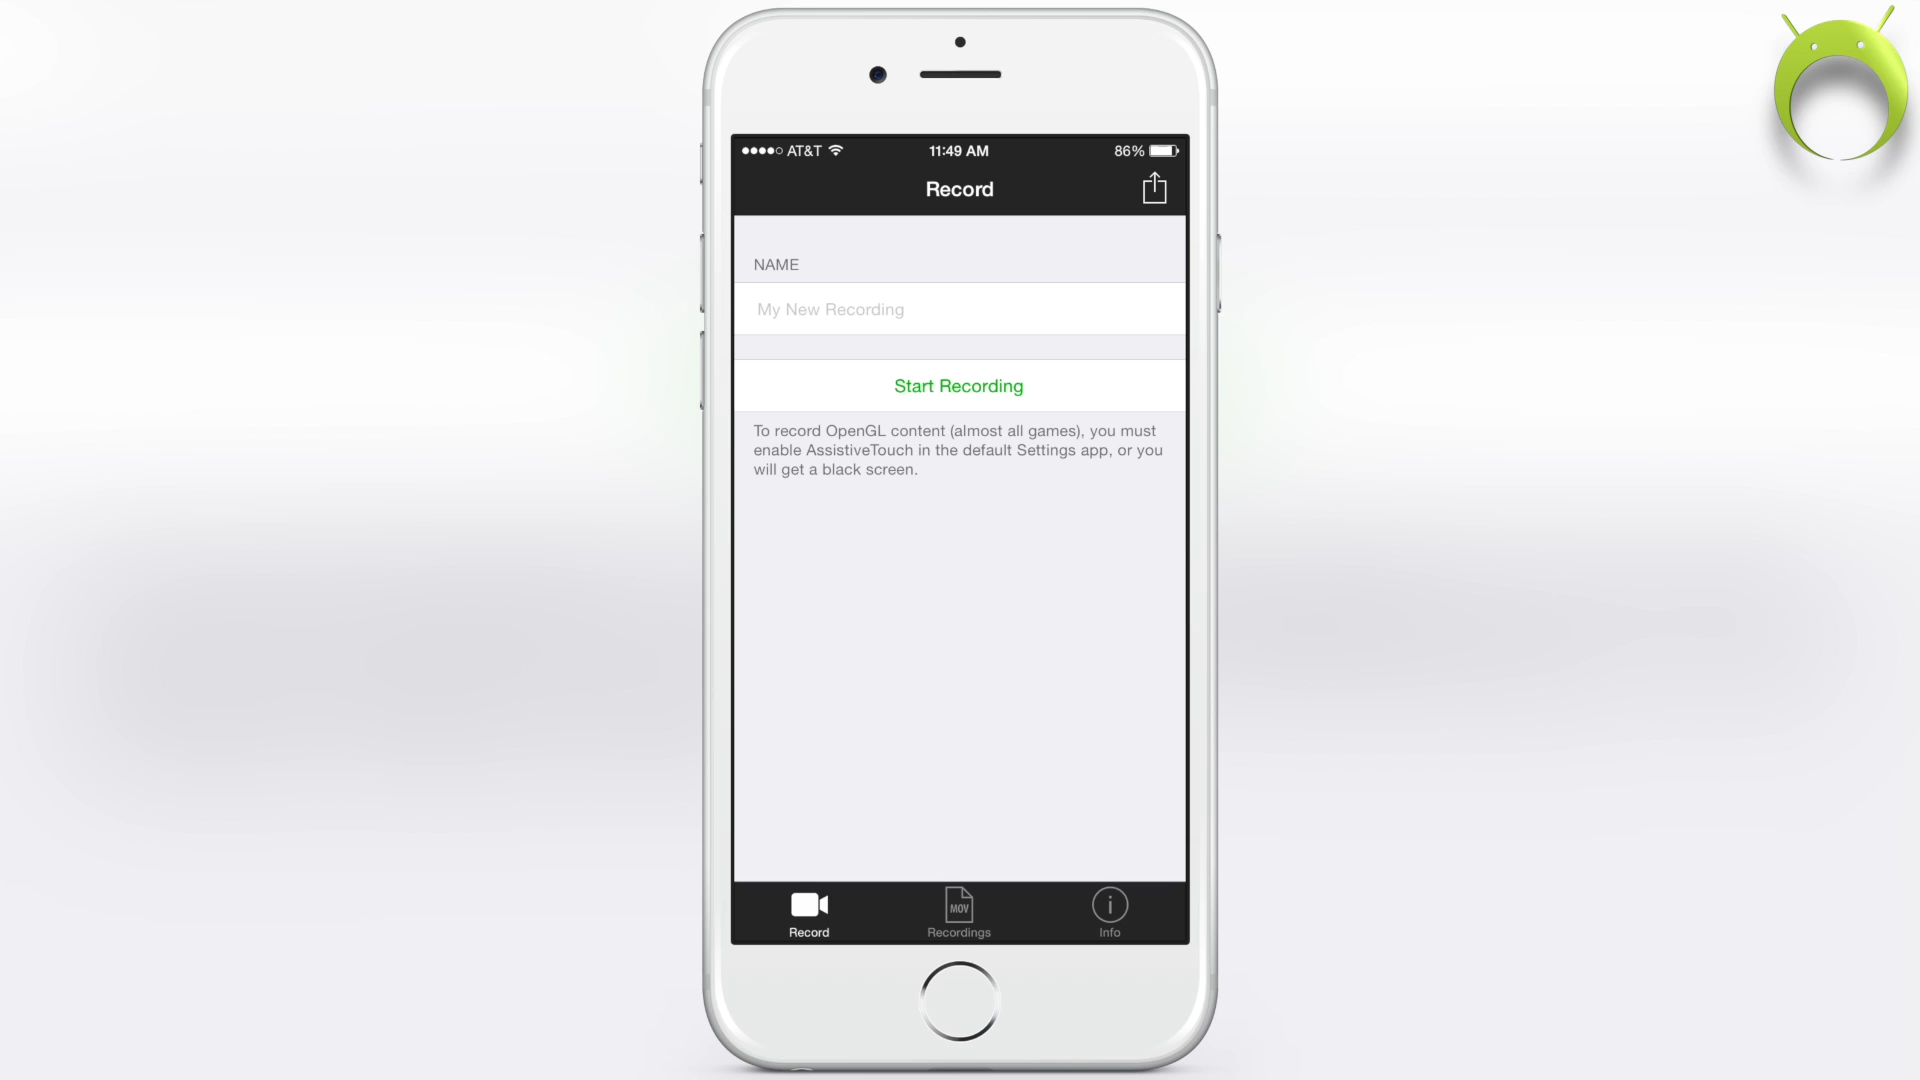 AT&T 11:49 AM 86%
Record
NAME
My New Recording
Start Recording
To record OpenGL content (almost all games), you must
enable AssistiveTouch in the default Settings app, or you
will get a black screen.
MOV
Record Recordings Info